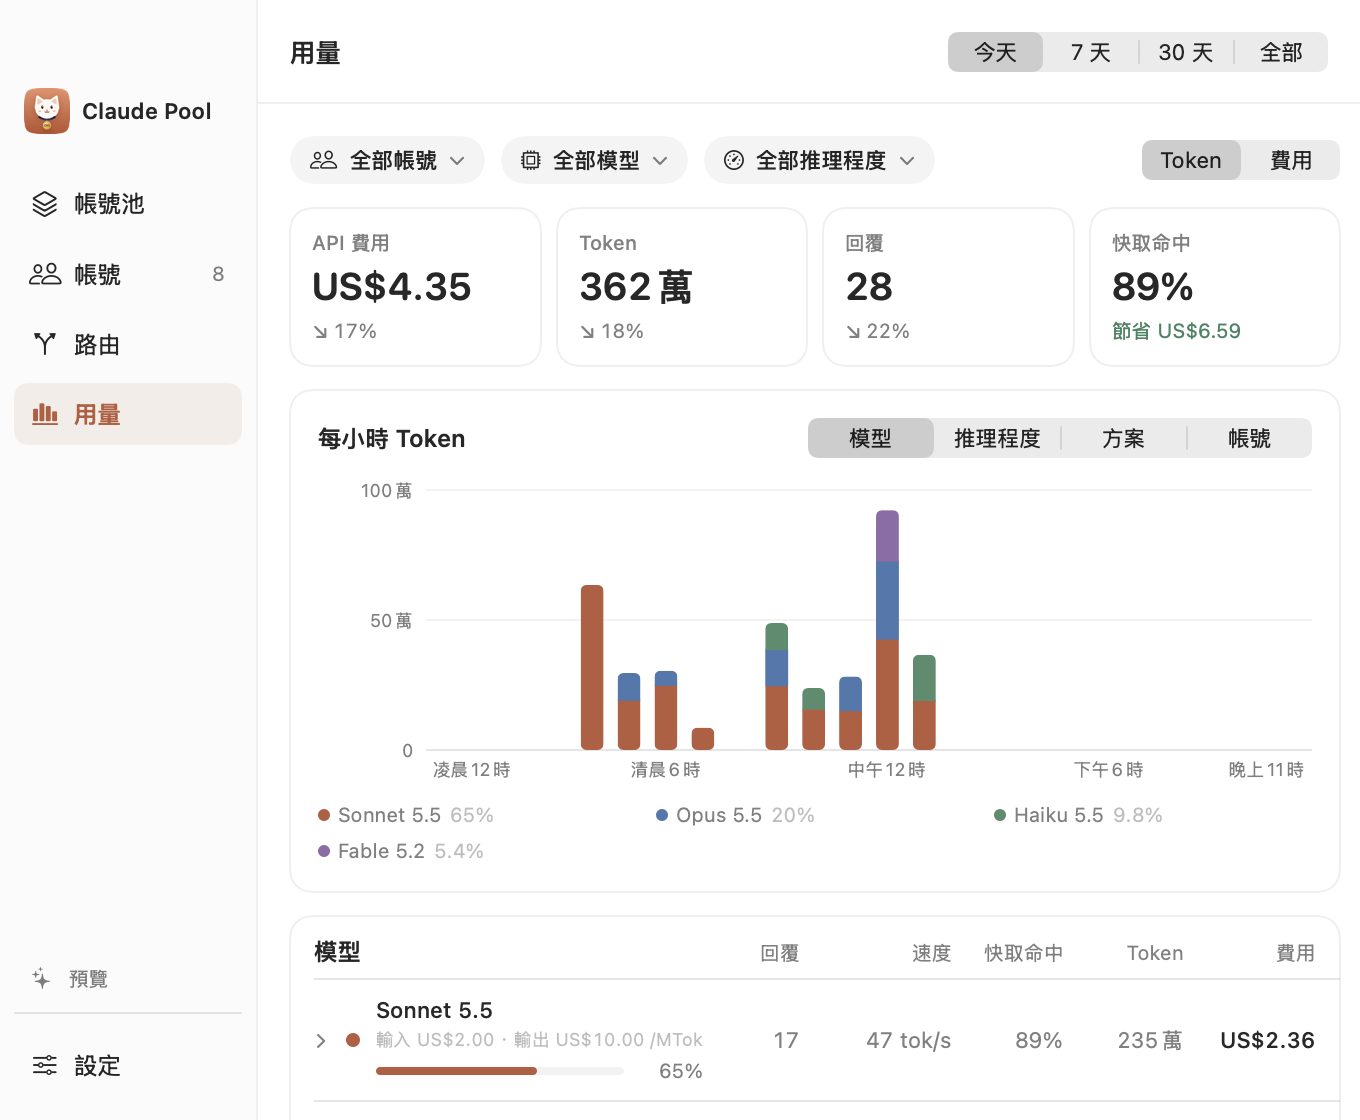 用量
今天
7 天
30 天
全部
Claude Pool
帳號池
帳號
8
路由
用量
預覽
設定
全部帳號
全部模型
全部推理程度
Token
費用
API 費用
US$4.35
↘ 17%
Token
362 萬
↘ 18%
回覆
28
↘ 22%
快取命中
89%
節省 US$6.59
每小時 Token
模型
推理程度
方案
帳號
100 萬
50 萬
0
凌晨 12 時
清晨 6 時
中午 12 時
下午 6 時
晚上 11 時
Sonnet 5.5 65%
Opus 5.5 20%
Haiku 5.5 9.8%
Fable 5.2 5.4%
模型
回覆
速度
快取命中
Token
費用
Sonnet 5.5
輸入 US$2.00 · 輸出 US$10.00 /MTok
65%
17
47 tok/s
89%
235 萬
US$2.36